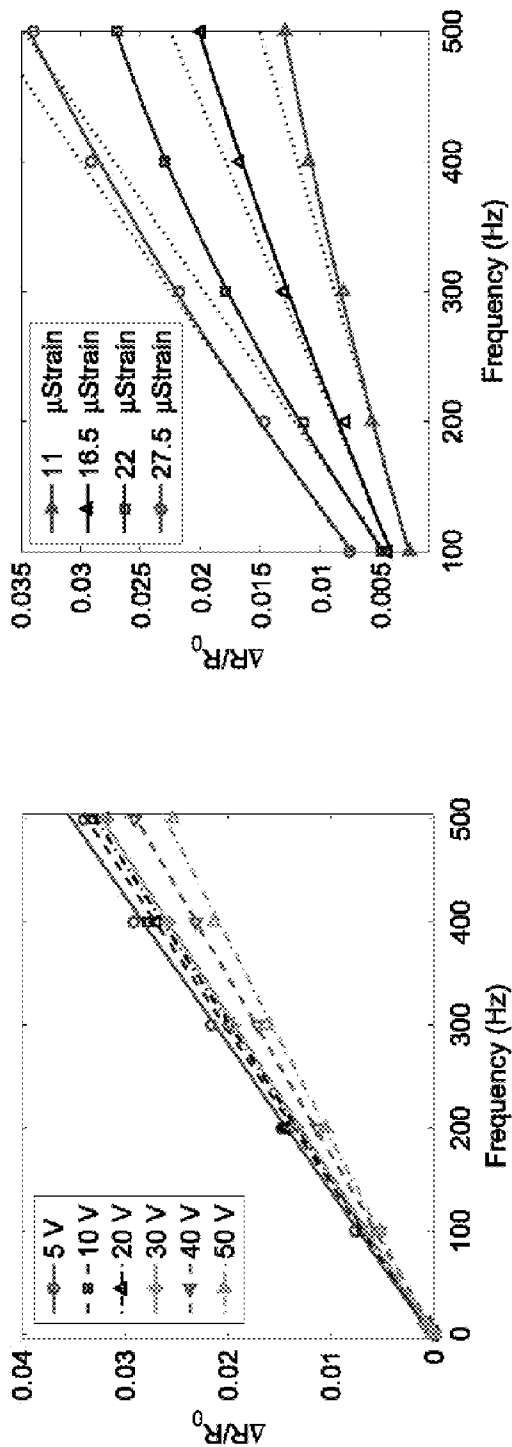 ΔR/R0
0.04
0.03
0.02
0.01
0
0
100
200
300
400
500
Frequency (Hz)
5 V
10 V
20 V
30 V
40 V
50 V
ΔR/R0
0.035
0.03
0.025
0.02
0.015
0.01
0.005
100
200
300
400
500
Frequency (Hz)
11 μStrain
16.5 μStrain
22 μStrain
27.5 μStrain